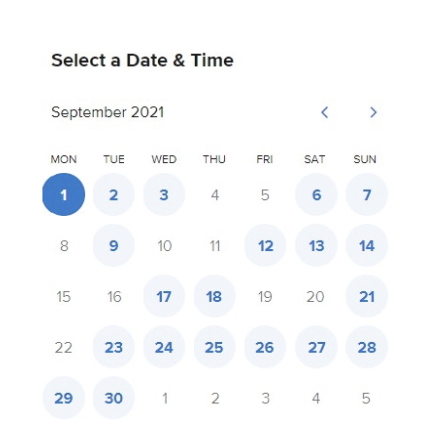 Select a Date & Time
September 2021
MON TUE WED THU FRI SAT SUN
1 2 3 4 5 6 7
8 9 10 11 12 13 14
15 16 17 18 19 20 21
22 23 24 25 26 27 28
29 30 1 2 3 4 5